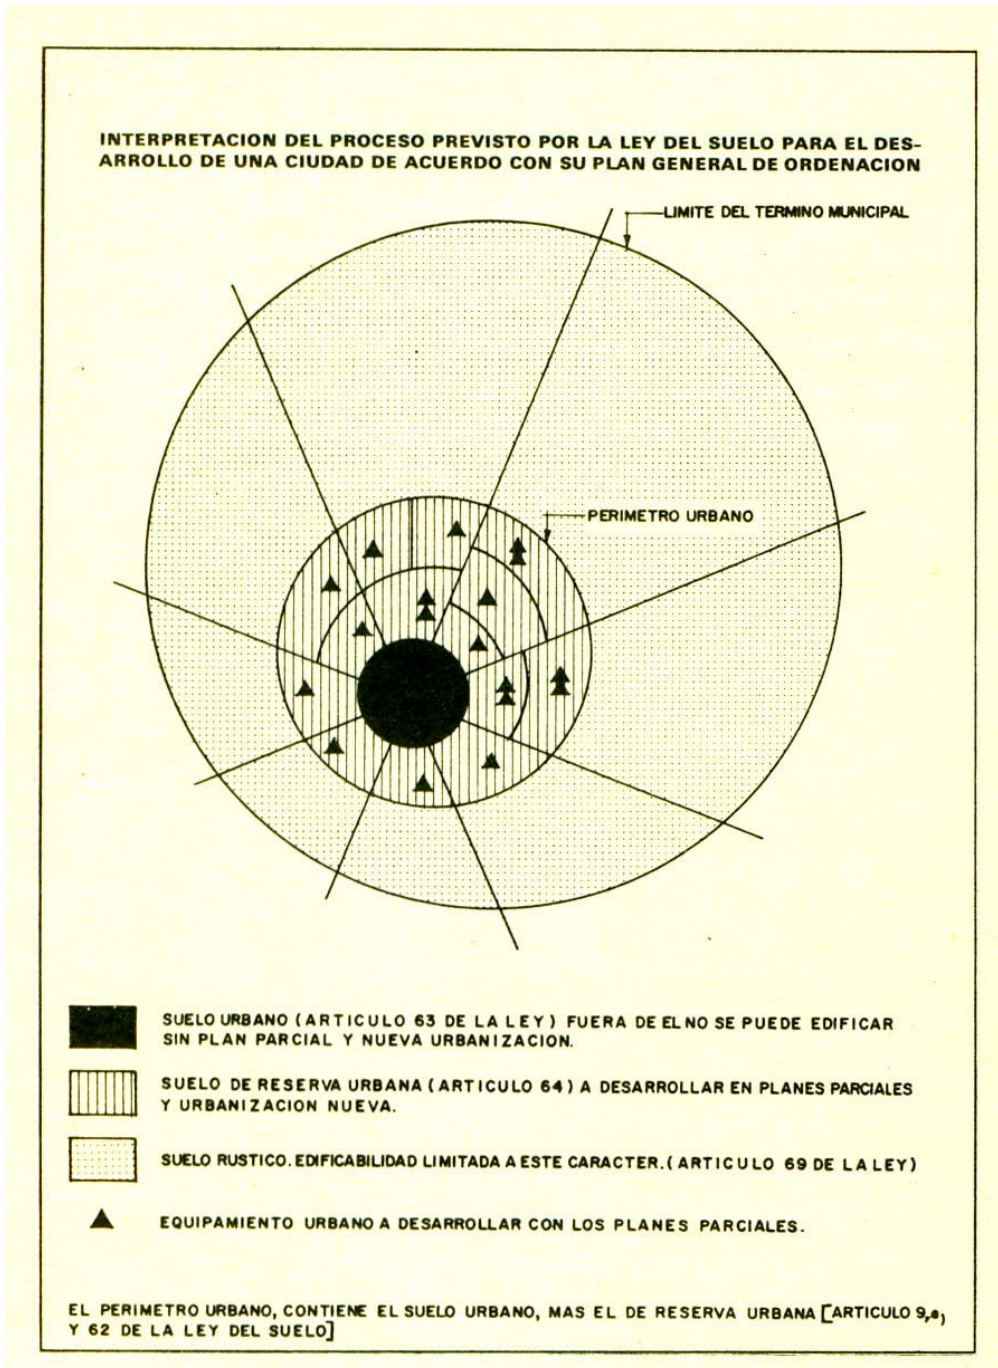 INTERPRETACION DEL PROCESO PREVISTO POR LA LEY DEL SUELO PARA EL DES-
ARROLLO DE UNA CIUDAD DE ACUERDO CON SU PLAN GENERAL DE ORDENACION
LIMITE DEL TERMINO MUNICIPAL
PERIMETRO URBANO
SUELO URBANO (ARTICULO 63 DE LA LEY) FUERA DE EL NO SE PUEDE EDIFICAR
SIN PLAN PARCIAL Y NUEVA URBANIZACION.
SUELO DE RESERVA URBANA (ARTICULO 64) A DESARROLLAR EN PLANES PARCIALES
Y URBANIZACION NUEVA.
SUELO RUSTICO. EDIFICABILIDAD LIMITADA A ESTE CARACTER. (ARTICULO 69 DE LA LEY)
EQUIPAMIENTO URBANO A DESARROLLAR CON LOS PLANES PARCIALES.
EL PERIMETRO URBANO, CONTIENE EL SUELO URBANO, MAS EL DE RESERVA URBANA [ARTICULO 9,e,)
Y 62 DE LA LEY DEL SUELO]